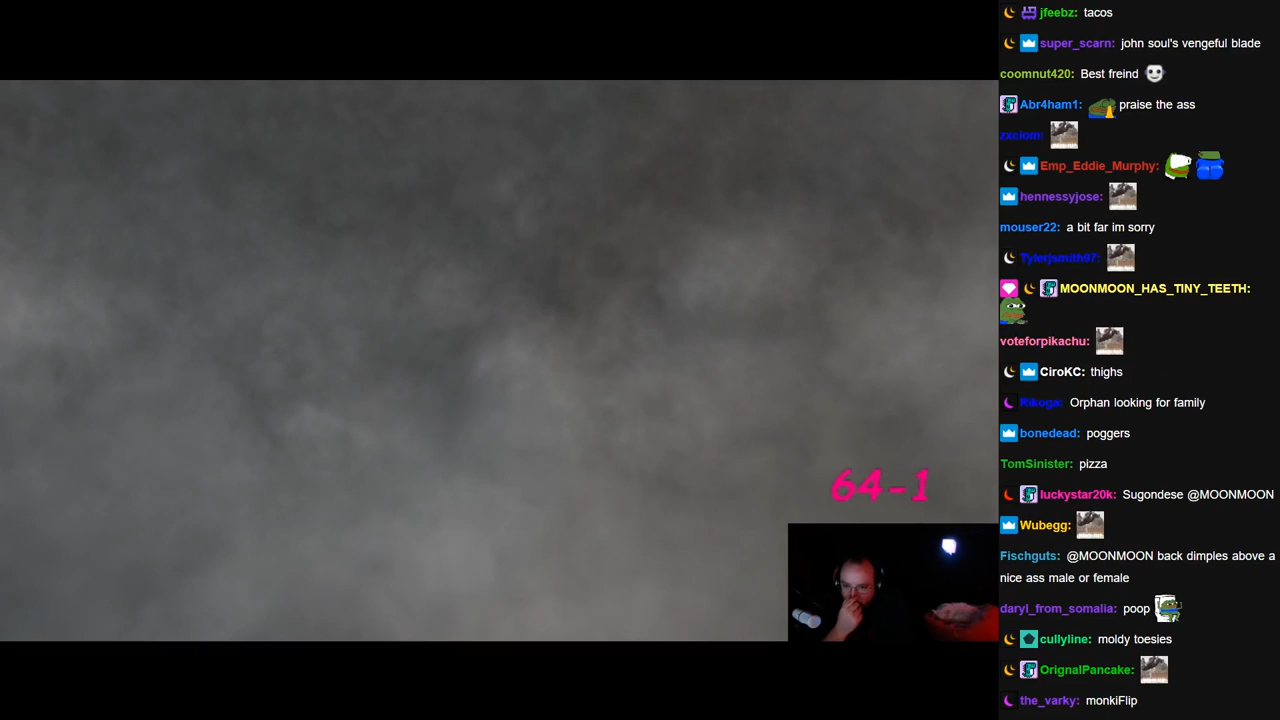 jfeebz: tacos
super_scarn: john soul's vengeful blade
coomnut420: Best freind
Abr4ham1: praise the ass
zxclom:
Emp_Eddie_Murphy:
hennessyjose:
mouser22: a bit far im sorry
Tylerjsmith97:
MOONMOON_HAS_TINY_TEETH:
voteforpikachu:
CiroKC: thighs
Rikoga: Orphan looking for family
bonedead: poggers
TomSinister: pizza
64-1
luckystar20k: Sugondese @MOONMOON
Wubegg:
Fischguts: @MOONMOON back dimples above a
nice ass male or female
daryl_from_somalia: poop
cullyline: moldy toesies
OrignalPancake:
the_varky: monkiFlip